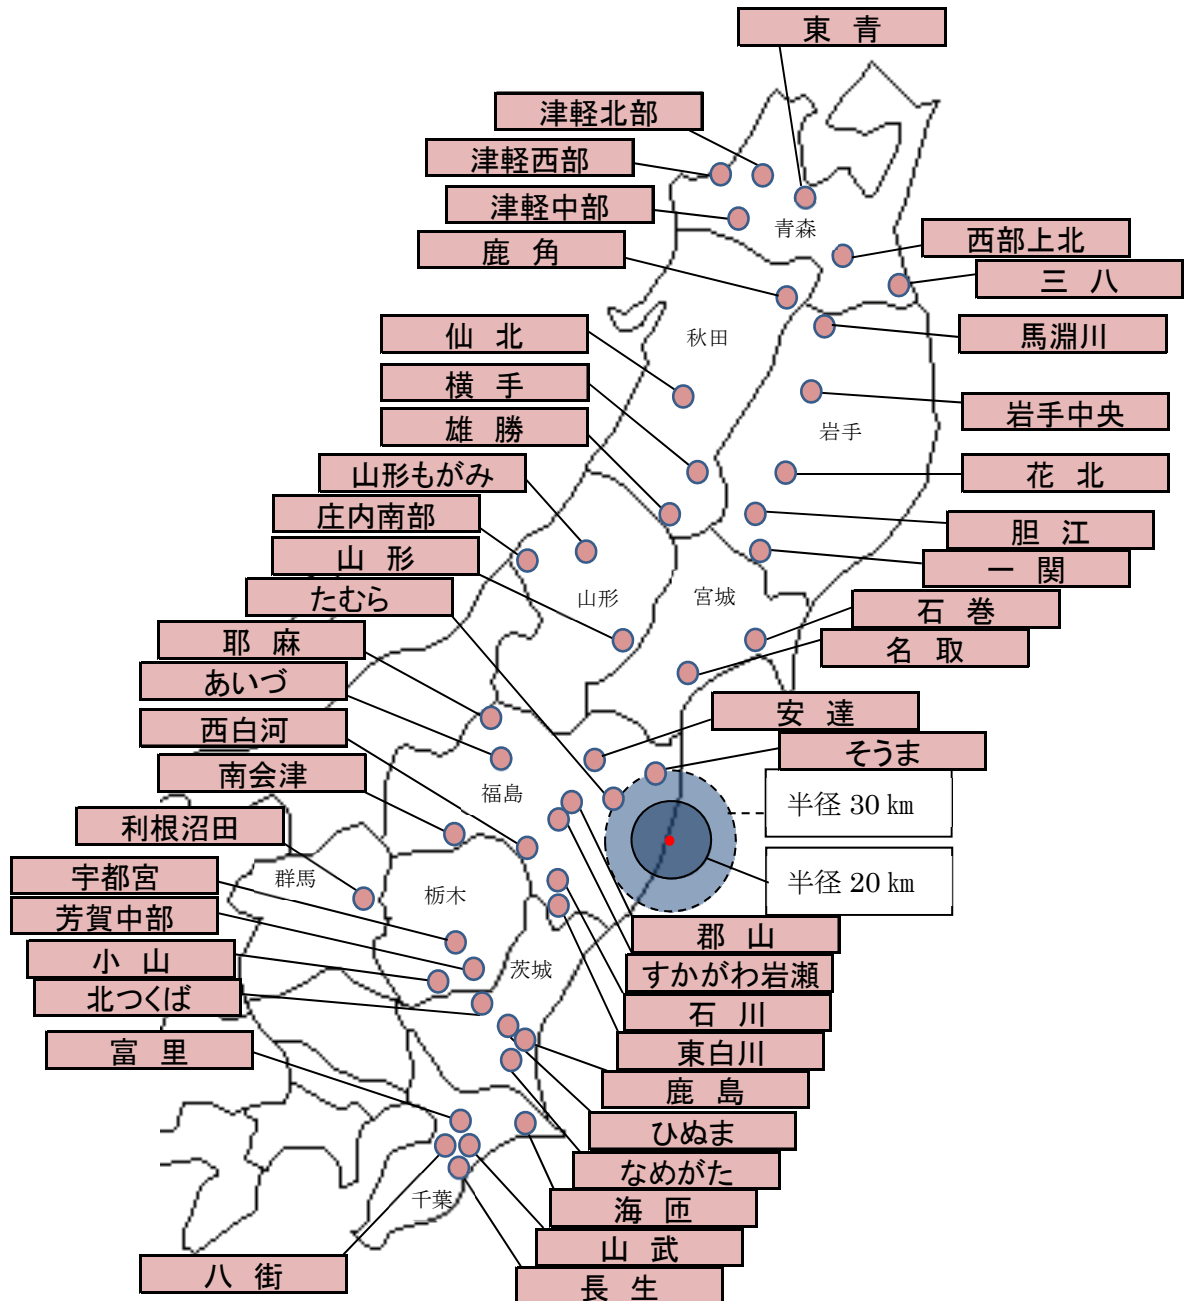 東 青
津軽北部
津軽西部
津軽中部
青森
鹿 角
西部上北
三 八
秋田
仙 北
馬淵川
横 手
岩手中央
雄 勝
岩手
山形もがみ
花 北
庄内南部
胆 江
山 形
一 関
たむら
山形
宮城
石 巻
耶 麻
名 取
あいづ
西白河
安 達
南会津
そうま
福島
半径 30 km
利根沼田
宇都宮
群馬
栃木
半径 20 km
芳賀中部
郡 山
小 山
茨城
すかがわ岩瀬
北つくば
石 川
富 里
東白川
鹿 島
ひぬま
なめがた
千葉
海 匝
山 武
八 街
長 生